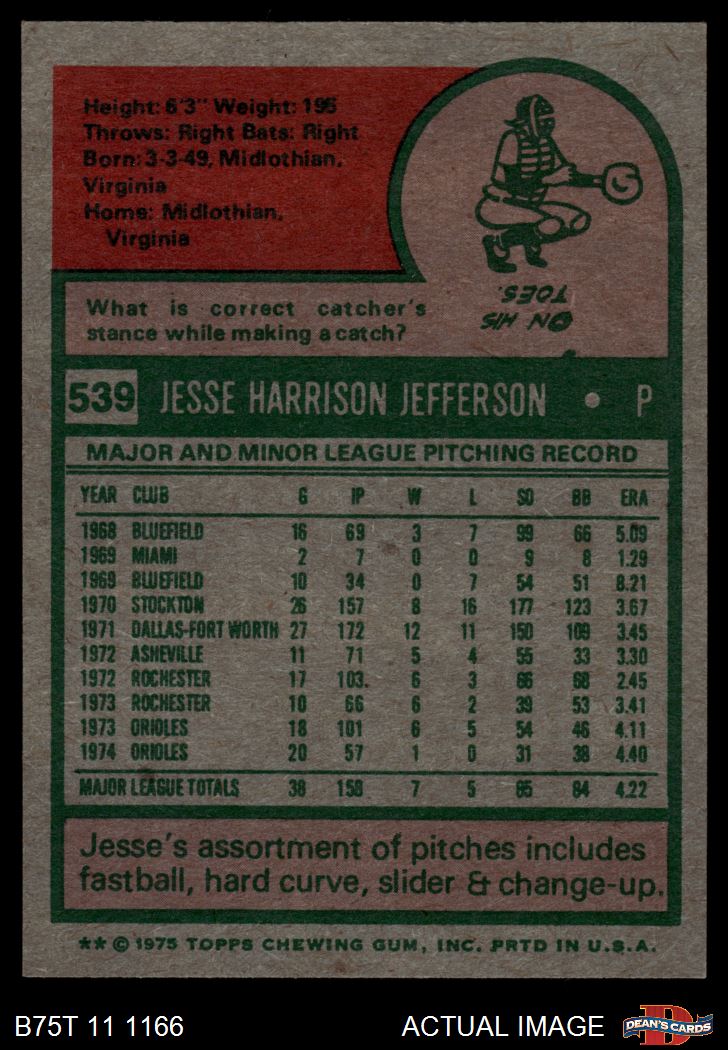 Height: 6'3" Weight: 195
Throws: Right Bats: Right
Born: 3-3-49, Midlothian,
Virginia
Home: Midlothian,
Virginia
ON HIS
TOES.
What is correct catcher's
stance while making a catch?
539 JESSE HARRISON JEFFERSON • P
MAJOR AND MINOR LEAGUE PITCHING RECORD
YEAR CLUB G IP W L SO BB ERA
1968 BLUEFIELD 16 69 3 7 99 66 5.09
1969 MIAMI 2 7 0 0 9 8 1.29
1969 BLUEFIELD 10 34 0 7 54 51 8.21
1970 STOCKTON 26 157 8 16 177 123 3.67
1971 DALLAS-FORT WORTH 27 172 12 11 150 109 3.45
1972 ASHEVILLE 11 71 5 4 55 33 3.30
1972 ROCHESTER 17 103. 6 3 66 68 2.45
1973 ROCHESTER 10 66 6 2 39 53 3.41
1973 ORIOLES 18 101 6 5 54 46 4.11
1974 ORIOLES 20 57 1 0 31 38 4.40
MAJOR LEAGUE TOTALS 38 158 7 5 85 84 4.22
Jesse's assortment of pitches includes
fastball, hard curve, slider & change-up.
** © 1975 TOPPS CHEWING GUM, INC. PRTD IN U.S.A.
B75T 11 1166 ACTUAL IMAGE DEAN'S CARDS